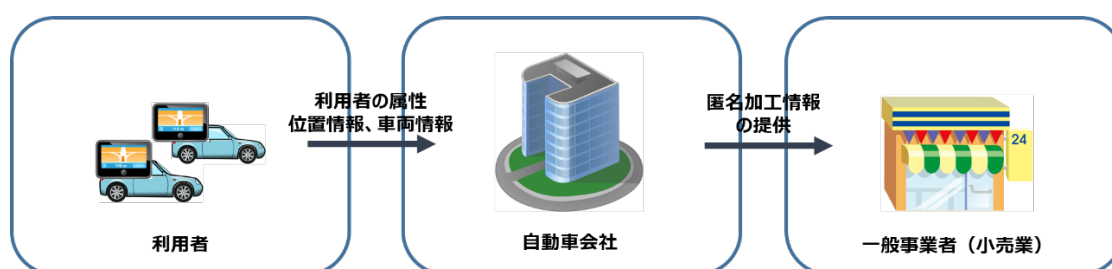 利用者の属性
位置情報、車両情報
匿名加工情報
の提供
24
利用者
自動車会社
一般事業者（小売業）